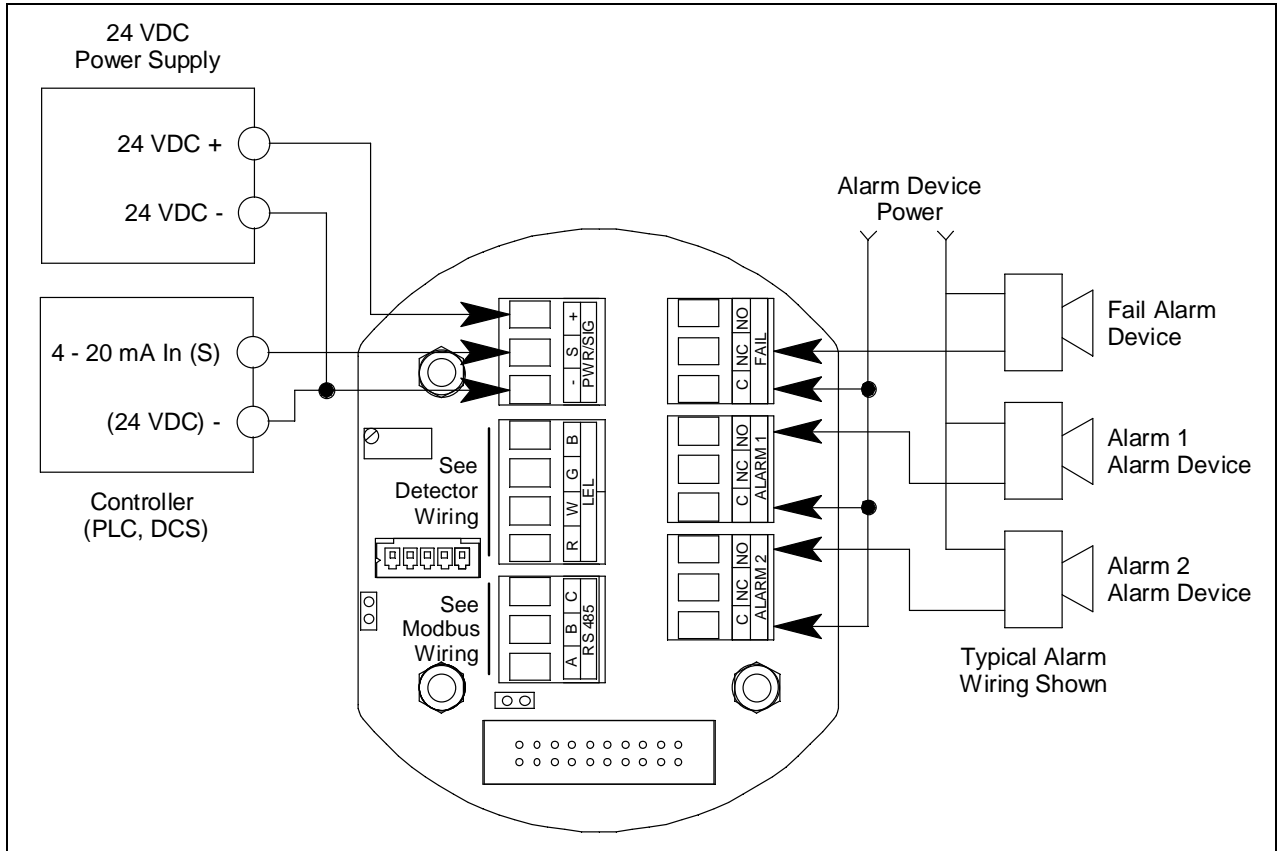 24 VDC
Power Supply
24 VDC +
24 VDC -
4 - 20 mA In (S)
(24 VDC) -
Controller
(PLC, DCS)
- S +
PWR/SIG
See
Detector
Wiring
R W G B
LEL
See
Modbus
Wiring
A B C
RS 485
C NC NO
FAIL
C NC NO
ALARM 1
C NC NO
ALARM 2
Alarm Device
Power
Fail Alarm
Device
Alarm 1
Alarm Device
Alarm 2
Alarm Device
Typical Alarm
Wiring Shown